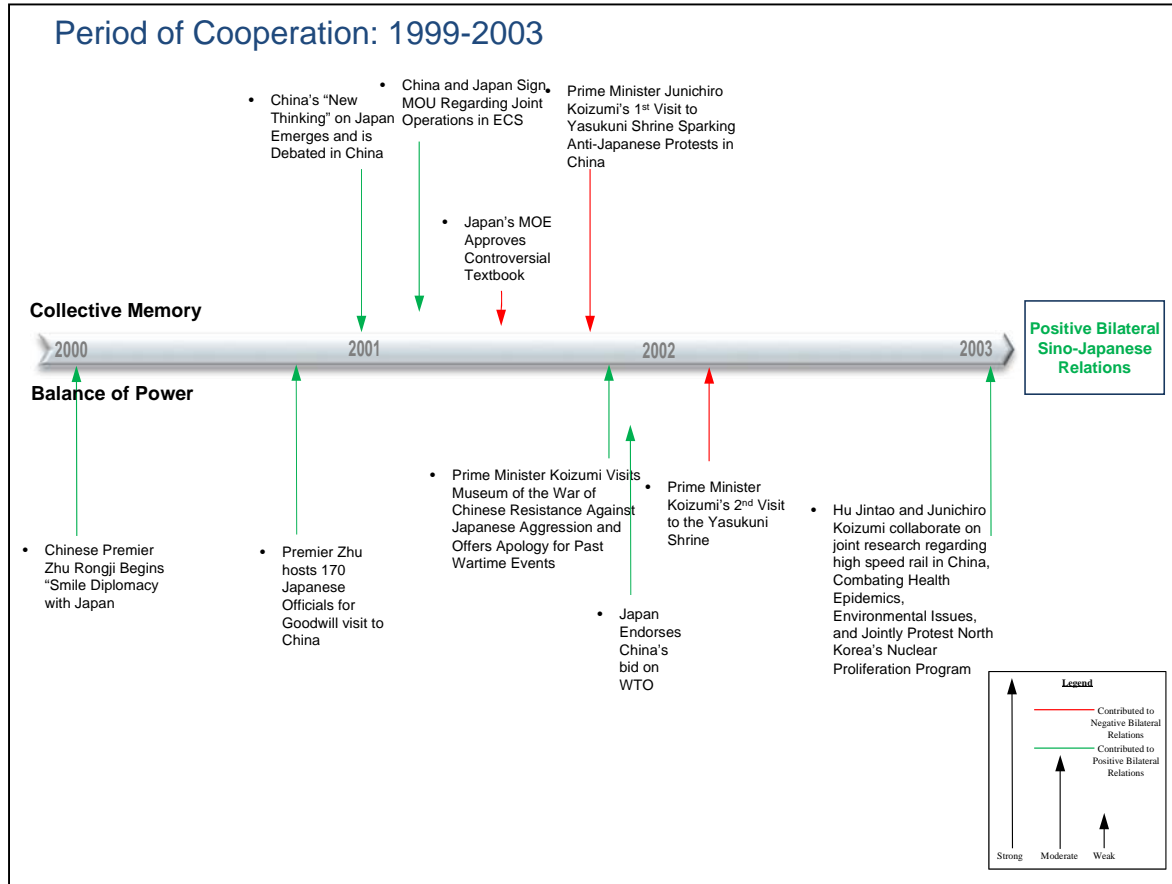 Period of Cooperation: 1999-2003
• China's “New
Thinking” on Japan
Emerges and is
Debated in China
• China and Japan Sign
MOU Regarding Joint
Operations in ECS
• Prime Minister Junichiro
Koizumi's 1st Visit to
Yasukuni Shrine Sparking
Anti-Japanese Protests in
China
• Japan's MOE
Approves
Controversial
Textbook
Collective Memory
2000
2001
2002
2003
Positive Bilateral
Sino-Japanese
Relations
Balance of Power
• Chinese Premier
Zhu Rongji Begins
“Smile Diplomacy
with Japan
• Premier Zhu
hosts 170
Japanese
Officials for
Goodwill visit to
China
• Prime Minister Koizumi Visits
Museum of the War of
Chinese Resistance Against
Japanese Aggression and
Offers Apology for Past
Wartime Events
• Japan
Endorses
China's
bid on
WTO
• Prime Minister
Koizumi's 2nd Visit
to the Yasukuni
Shrine
• Hu Jintao and Junichiro
Koizumi collaborate on
joint research regarding
high speed rail in China,
Combating Health
Epidemics,
Environmental Issues,
and Jointly Protest North
Korea's Nuclear
Proliferation Program
Legend
Contributed to
Negative Bilateral
Relations
Contributed to
Positive Bilateral
Relations
Strong
Moderate
Weak